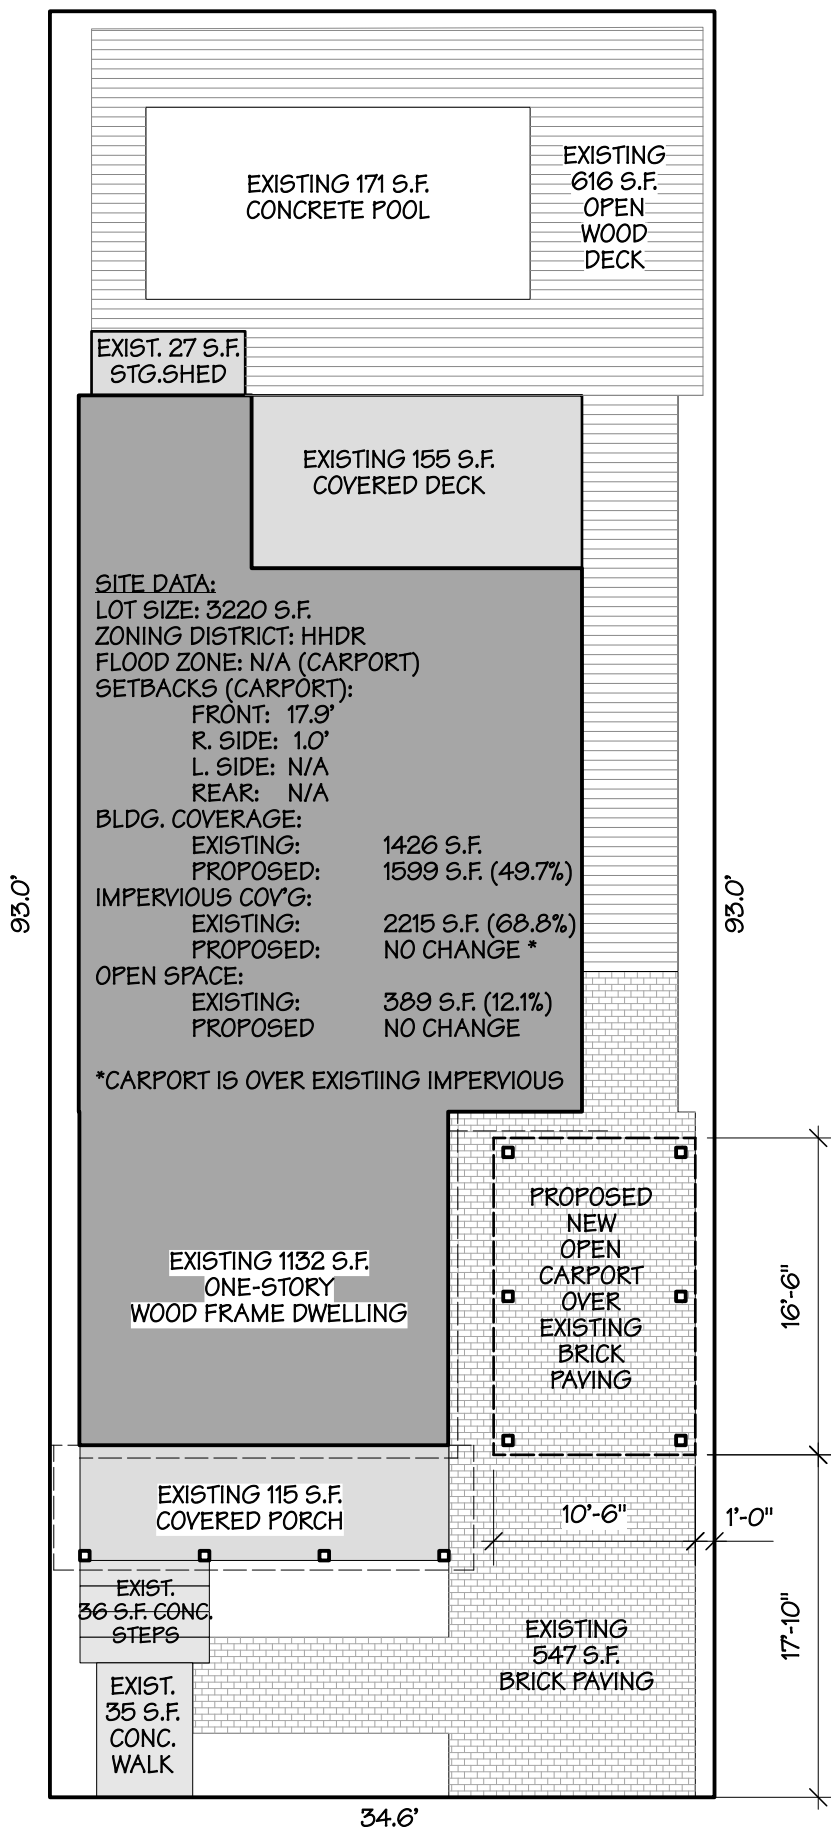 EXISTING 171 S.F.
CONCRETE POOL
EXISTING
616 S.F.
OPEN
WOOD
DECK
EXIST. 27 S.F.
STG.SHED
EXISTING 155 S.F.
COVERED DECK
SITE DATA:
LOT SIZE: 3220 S.F.
ZONING DISTRICT: HHDR
FLOOD ZONE: N/A (CARPORT)
SETBACKS (CARPORT):
FRONT: 17.9'
R. SIDE: 1.0'
L. SIDE: N/A
REAR: N/A
BLDG. COVERAGE:
EXISTING: 1426 S.F.
PROPOSED: 1599 S.F. (49.7%)
IMPERVIOUS COV'G:
EXISTING: 2215 S.F. (68.8%)
PROPOSED: NO CHANGE *
OPEN SPACE:
EXISTING: 389 S.F. (12.1%)
PROPOSED NO CHANGE
*CARPORT IS OVER EXISTIING IMPERVIOUS
93.0'
93.0'
PROPOSED
NEW
OPEN
CARPORT
OVER
EXISTING
BRICK
PAVING
16'-6"
EXISTING 1132 S.F.
ONE-STORY
WOOD FRAME DWELLING
EXISTING 115 S.F.
COVERED PORCH
10'-6"
1'-0"
EXIST.
36 S.F. CONC.
STEPS
EXISTING
547 S.F.
BRICK PAVING
17'-10"
EXIST.
35 S.F.
CONC.
WALK
34.6'